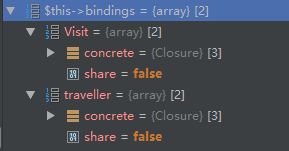 $this->bindings = {array} [2]
Visit = {array} [2]
concrete = {Closure} [3]
share = false
traveller = {array} [2]
concrete = {Closure} [3]
share = false